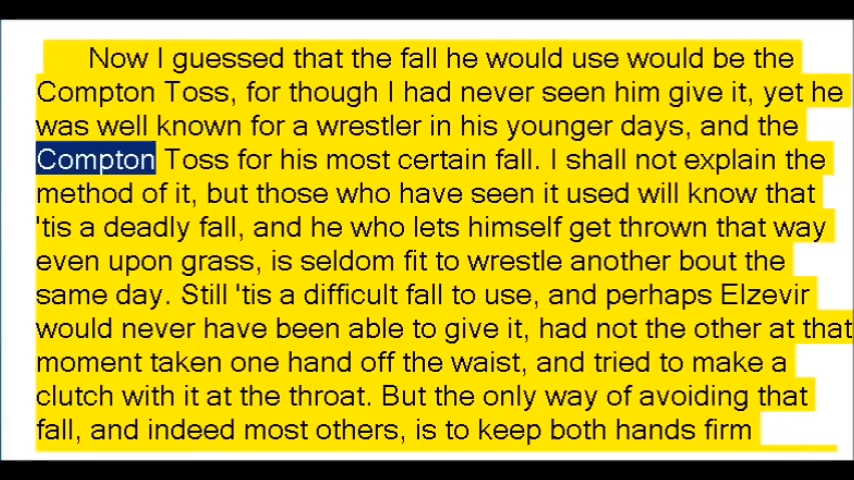 Now I guessed that the fall he would use would be the
Compton Toss, for though I had never seen him give it, yet he
was well known for a wrestler in his younger days, and the
Compton Toss for his most certain fall. I shall not explain the
method of it, but those who have seen it used will know that
'tis a deadly fall, and he who lets himself get thrown that way
even upon grass, is seldom fit to wrestle another bout the
same day. Still 'tis a difficult fall to use, and perhaps Elzevir
would never have been able to give it, had not the other at that
moment taken one hand off the waist, and tried to make a
clutch with it at the throat. But the only way of avoiding that
fall, and indeed most others, is to keep both hands firm